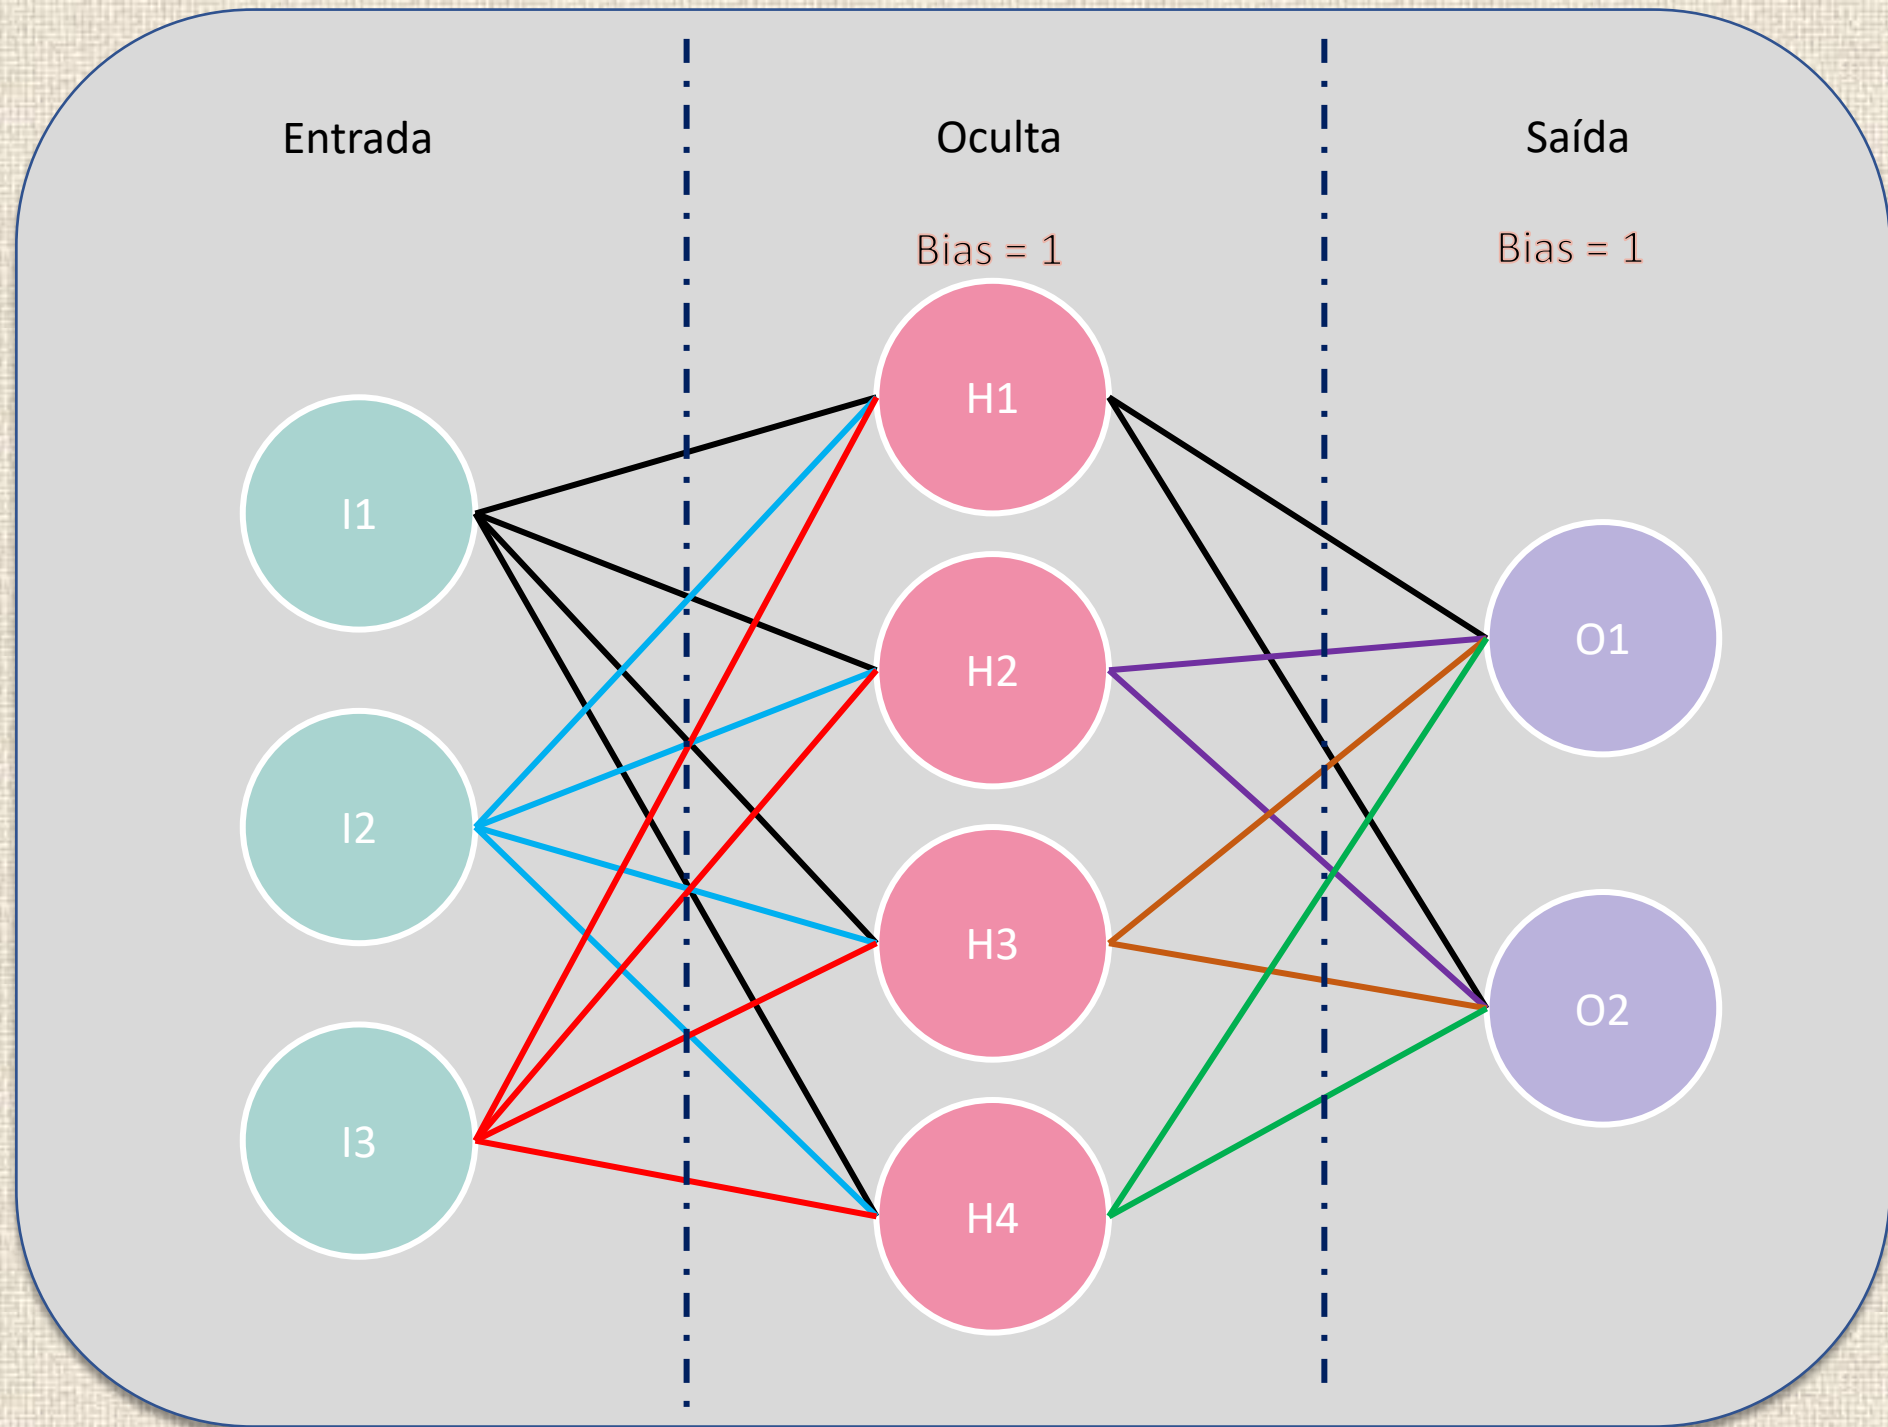 Entrada
Oculta
Saída
Bias = 1
Bias = 1
I1
I2
I3
H1
H2
H3
H4
O1
O2